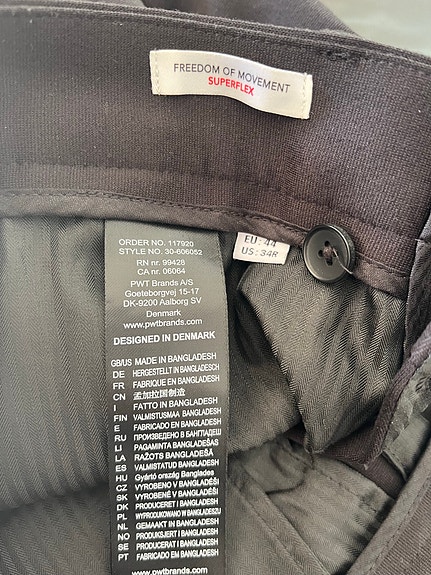 FREEDOM OF MOVEMENT
SUPERFLEX
EU: 44
US: 34R
ORDER NO. 117920
STYLE NO. 30-606052
RN nr. 99428
CA nr. 06064
PWT Brands A/S
Goeteborgvej 15-17
DK-9200 Aalborg SV
Denmark
www.pwtbrands.com
DESIGNED IN DENMARK
GB/US MADE IN BANGLADESH
DE HERGESTELLT IN BANGLADESCH
FR FABRIQUE EN BANGLADESH
CN 孟加拉国制造
I FATTO IN BANGLADESH
FIN VALMISTUSMAA BANGLADESH
E FABRICADO EN BANGLADESH
RU ПРОИЗВЕДЕНО В БАНГЛАДЕШ
LI PAGAMINTA BANGLADEŠAS
LA RAŽOTS BANGLADEŠĀ
ES VALMISTATUD BANGLADESH
HU Gyártó ország Banglades
CZ VYROBENO V BANGLADÉŠI
SK VYROBENÉ V BANGLADÉŠI
DK PRODUCERET I BANGLADESH
PL WYPRODUKOWANO W BANGLADESZU
NL GEMAAKT IN BANGLADESH
NO PRODUKSJERT I BANGLADESH
SE PRODUCERAT I BANGLADESH
PT FABRICADO EM BANGLADESH
www.pwtbrands.com